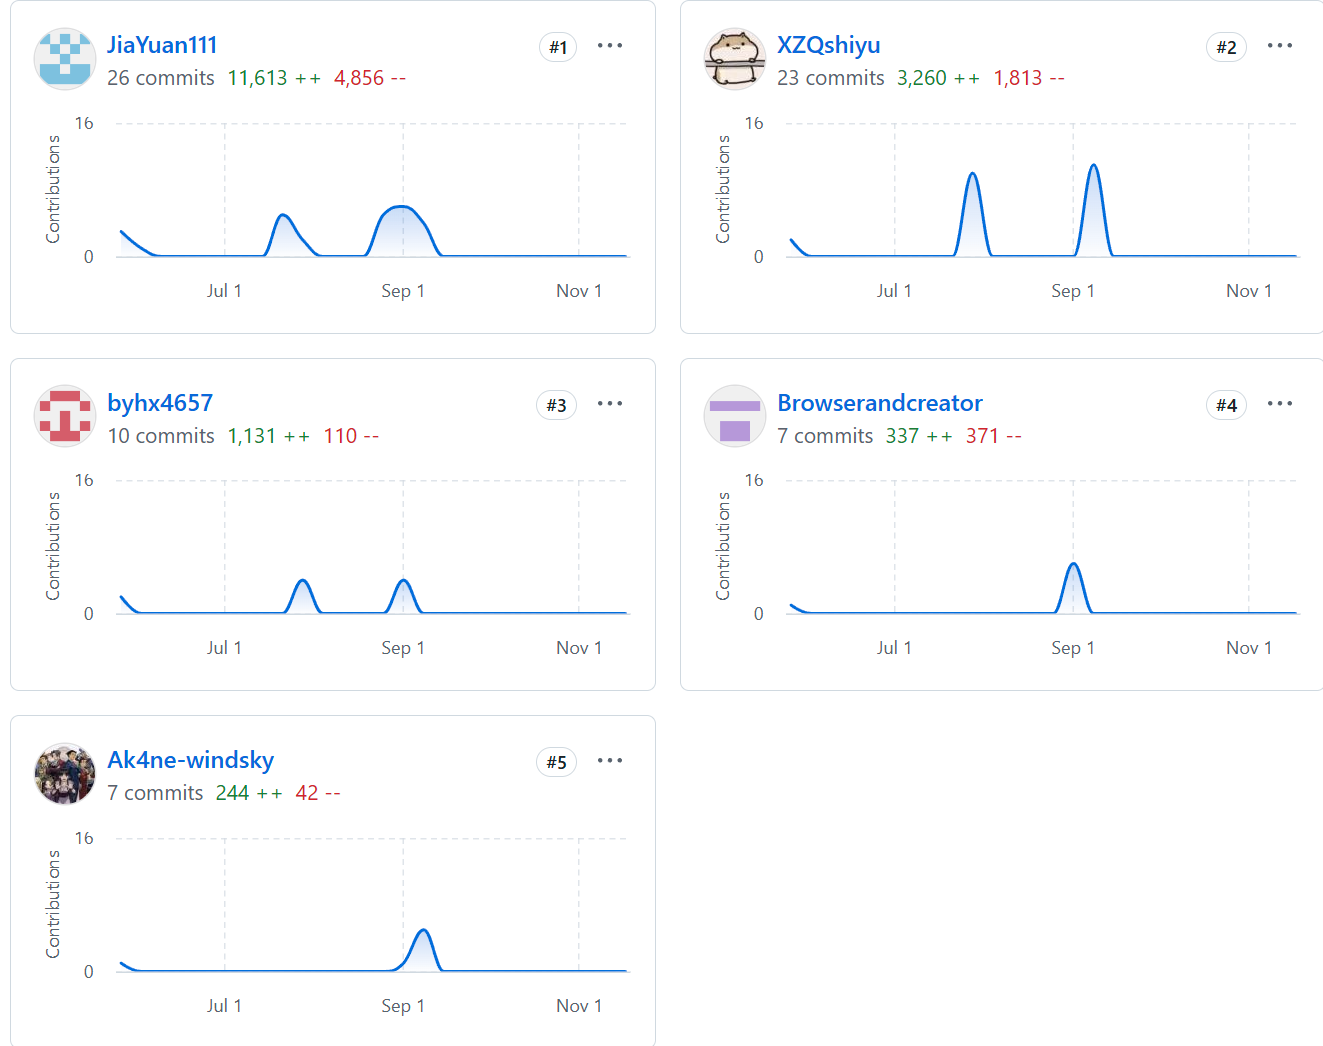 JiaYuan111
#1
26 commits 11,613 ++ 4,856 --
16
Contributions
0
Jul 1 Sep 1 Nov 1
XZQshiyu
#2
23 commits 3,260 ++ 1,813 --
16
Contributions
0
Jul 1 Sep 1 Nov 1
byhx4657
#3
10 commits 1,131 ++ 110 --
16
Contributions
0
Jul 1 Sep 1 Nov 1
Browserandcreator
#4
7 commits 337 ++ 371 --
16
Contributions
0
Jul 1 Sep 1 Nov 1
Ak4ne-windsky
#5
7 commits 244 ++ 42 --
16
Contributions
0
Jul 1 Sep 1 Nov 1